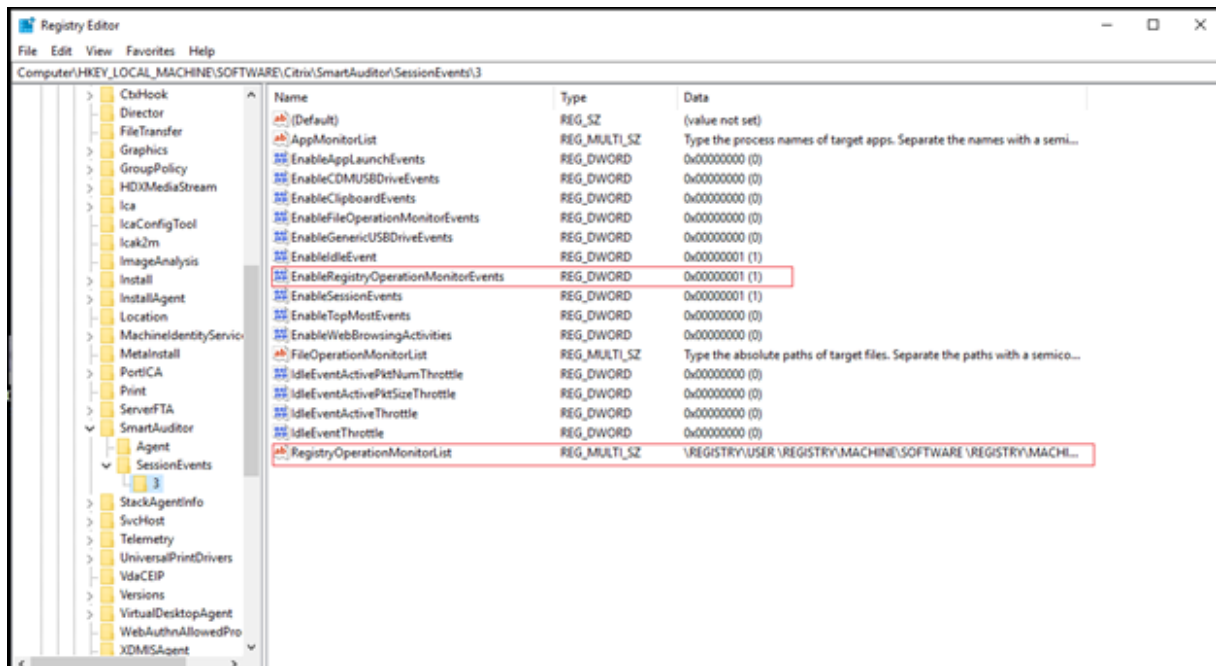 Registry Editor
File Edit View Favorites Help
Computer\HKEY_LOCAL_MACHINE\SOFTWARE\Citrix\SmartAuditor\SessionEvents\3
CtxHook
Director
FileTransfer
Graphics
GroupPolicy
HDXMediaStream
Ica
IcaConfigTool
Icak2m
ImageAnalysis
Install
InstallAgent
Location
MachineIdentityServic
MetaInstall
PortICA
Print
ServerFTA
SmartAuditor
Agent
SessionEvents
3
StackAgentInfo
SvcHost
Telemetry
UniversalPrintDrivers
VdaCEIP
Versions
VirtualDesktopAgent
WebAuthnAllowedPro
XDMISAgent
Name Type Data
(Default) REG_SZ (value not set)
AppMonitorList REG_MULTI_SZ Type the process names of target apps. Separate the names with a semi...
EnableAppLaunchEvents REG_DWORD 0x00000000 (0)
EnableCDMUSBDriveEvents REG_DWORD 0x00000000 (0)
EnableClipboardEvents REG_DWORD 0x00000000 (0)
EnableFileOperationMonitorEvents REG_DWORD 0x00000000 (0)
EnableGenericUSBDriveEvents REG_DWORD 0x00000000 (0)
EnableIdleEvent REG_DWORD 0x00000001 (1)
EnableRegistryOperationMonitorEvents REG_DWORD 0x00000001 (1)
EnableSessionEvents REG_DWORD 0x00000001 (1)
EnableTopMostEvents REG_DWORD 0x00000000 (0)
EnableWebBrowsingActivities REG_DWORD 0x00000000 (0)
FileOperationMonitorList REG_MULTI_SZ Type the absolute paths of target files. Separate the paths with a semico...
IdleEventActivePktNumThrottle REG_DWORD 0x00000000 (0)
IdleEventActivePktSizeThrottle REG_DWORD 0x00000000 (0)
IdleEventActiveThrottle REG_DWORD 0x00000000 (0)
IdleEventThrottle REG_DWORD 0x00000000 (0)
RegistryOperationMonitorList REG_MULTI_SZ \REGISTRY\USER \REGISTRY\MACHINE\SOFTWARE \REGISTRY\MACHI...